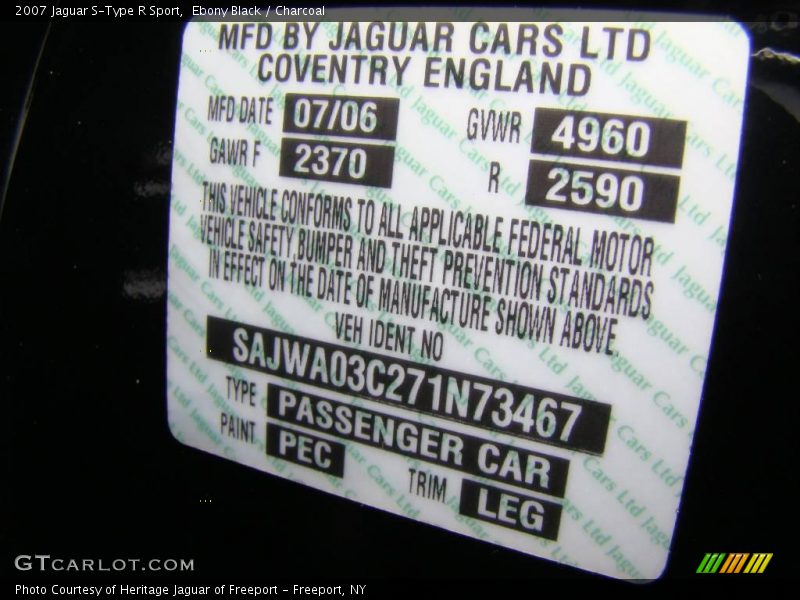 2007 Jaguar S-Type R Sport, Ebony Black / Charcoal
MFD BY JAGUAR CARS LTD
COVENTRY ENGLAND
MFD DATE 07/06 GVWR 4960
GAWR F 2370 R 2590
THIS VEHICLE CONFORMS TO ALL APPLICABLE FEDERAL MOTOR
VEHICLE SAFETY BUMPER AND THEFT PREVENTION STANDARDS
IN EFFECT ON THE DATE OF MANUFACTURE SHOWN ABOVE.
VEH IDENT NO
SAJWA03C271N73467
TYPE PASSENGER CAR
PAINT PEC TRIM LEG
GTCARLOT.COM
Photo Courtesy of Heritage Jaguar of Freeport - Freeport, NY